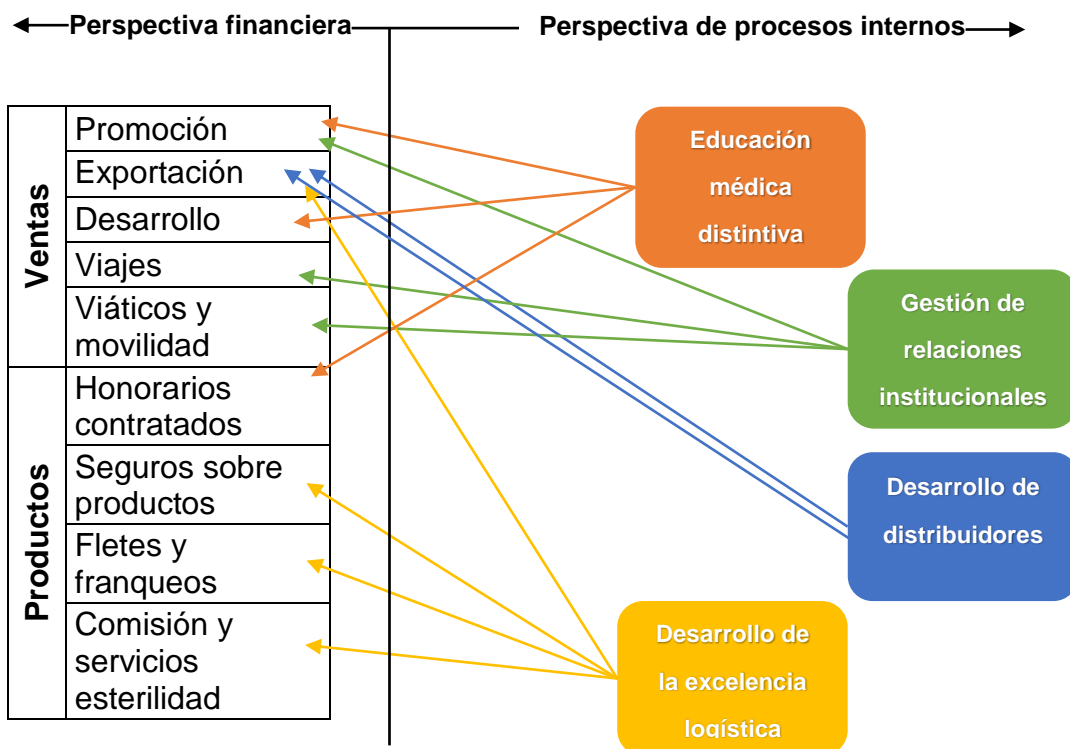 Perspectiva financiera
Perspectiva de procesos internos
Ventas
Promoción
Exportación
Desarrollo
Viajes
Viáticos y
movilidad
Productos
Honorarios
contratados
Seguros sobre
productos
Fletes y
franqueos
Comisión y
servicios
esterilidad
Educación
médica
distintiva
Gestión de
relaciones
institucionales
Desarrollo de
distribuidores
Desarrollo de
la excelencia
logística